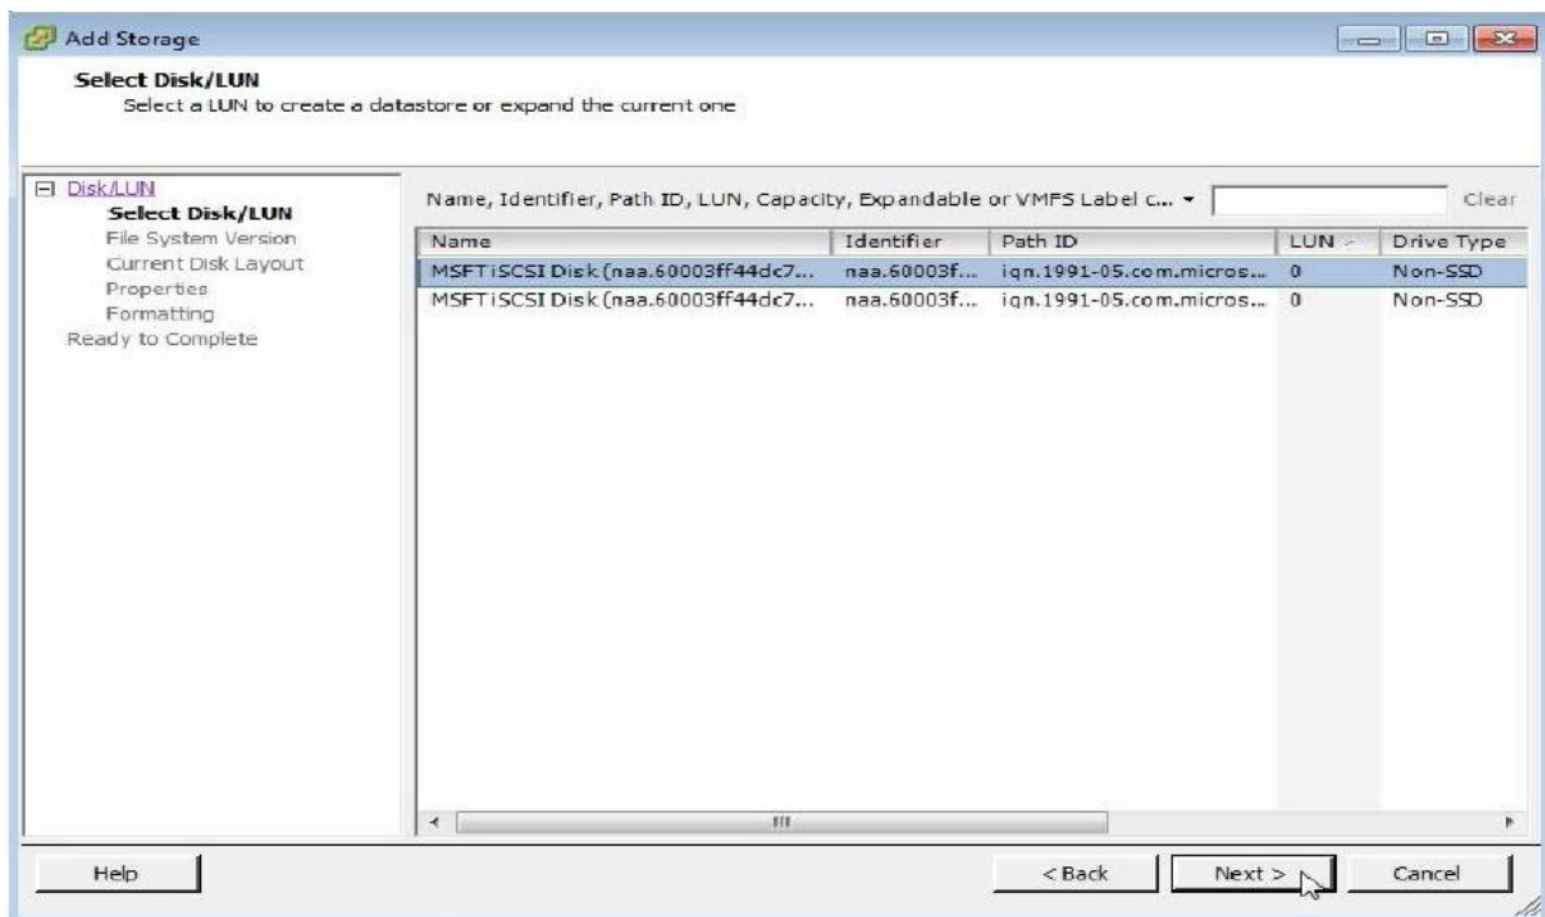 Add Storage
Select Disk/LUN
Select a LUN to create a datastore or expand the current one
Disk/LUN
Select Disk/LUN
File System Version
Current Disk Layout
Properties
Formatting
Ready to Complete
Name, Identifier, Path ID, LUN, Capacity, Expandable or VMFS Label c... Clear
Name Identifier Path ID LUN Drive Type
MSFT iSCSI Disk (naa.60003ff44dc7... naa.60003f... iqn.1991-05.com.micros... 0 Non-SSD
MSFT iSCSI Disk (naa.60003ff44dc7... naa.60003f... iqn.1991-05.com.micros... 0 Non-SSD
Help < Back Next > Cancel